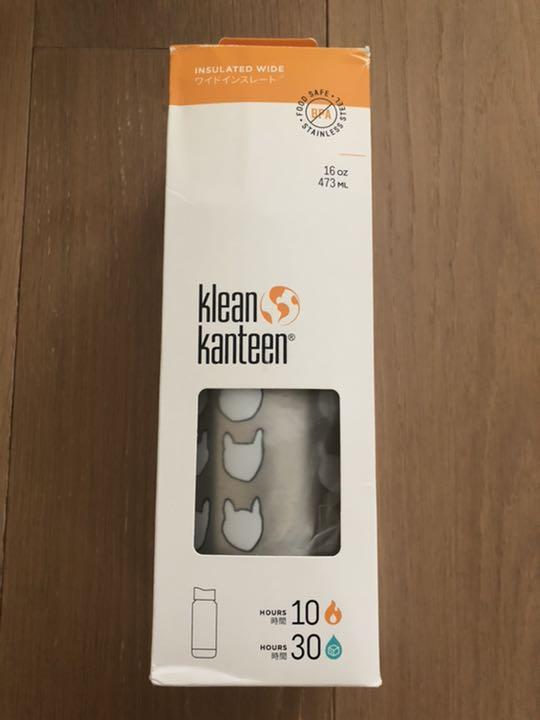 INSULATED WIDE
ワイドインスレート
FOOD SAFE • STAINLESS STEEL •
BPA
16 oz
473 ML
klean
kanteen®
HOURS 10
時間
HOURS 30
時間